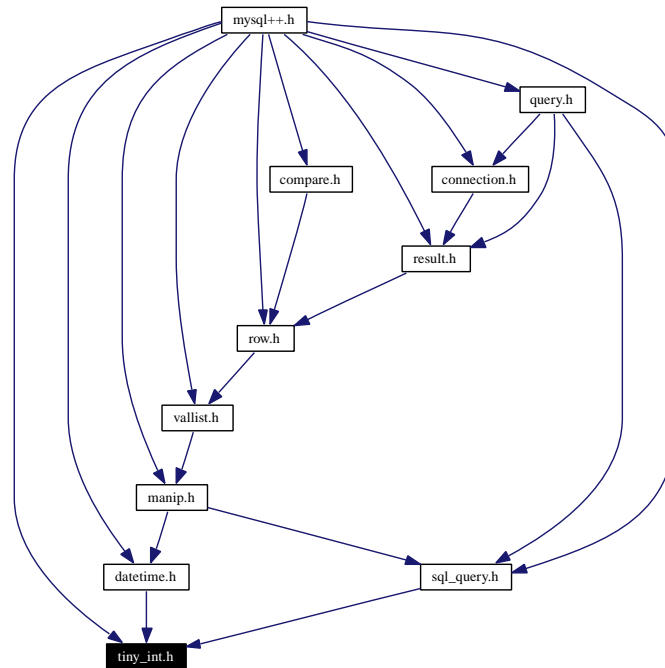 mysql++.h
query.h
compare.h
connection.h
result.h
row.h
vallist.h
manip.h
datetime.h
sql_query.h
tiny_int.h